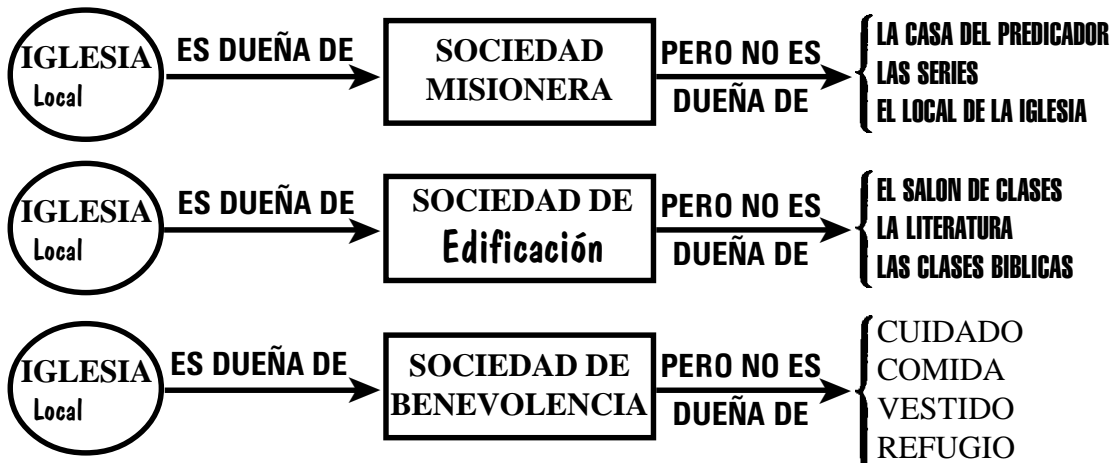 IGLESIA
Local
ES DUEÑA DE
SOCIEDAD
MISIONERA
PERO NO ES
DUEÑA DE
LA CASA DEL PREDICADOR
LAS SERIES
EL LOCAL DE LA IGLESIA
IGLESIA
Local
ES DUEÑA DE
SOCIEDAD DE
Edificación
PERO NO ES
DUEÑA DE
EL SALON DE CLASES
LA LITERATURA
LAS CLASES BIBLICAS
IGLESIA
Local
ES DUEÑA DE
SOCIEDAD DE
BENEVOLENCIA
PERO NO ES
DUEÑA DE
CUIDADO
COMIDA
VESTIDO
REFUGIO